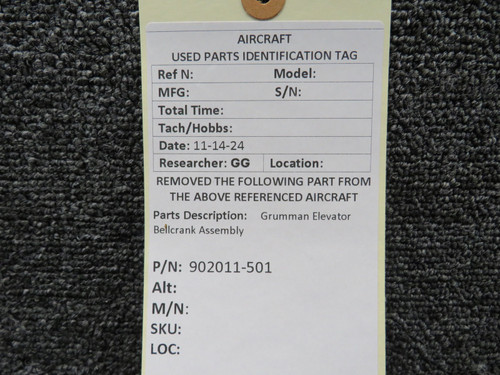 AIRCRAFT
USED PARTS IDENTIFICATION TAG
Ref N: Model:
MFG: S/N:
Total Time:
Tach/Hobbs:
Date: 11-14-24
Researcher: GG Location:
REMOVED THE FOLLOWING PART FROM
THE ABOVE REFERENCED AIRCRAFT
Parts Description: Grumman Elevator
Bellcrank Assembly
P/N: 902011-501
Alt:
M/N:
SKU:
LOC: